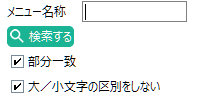 メニュー名称
検索する
部分一致
大／小文字の区別をしない